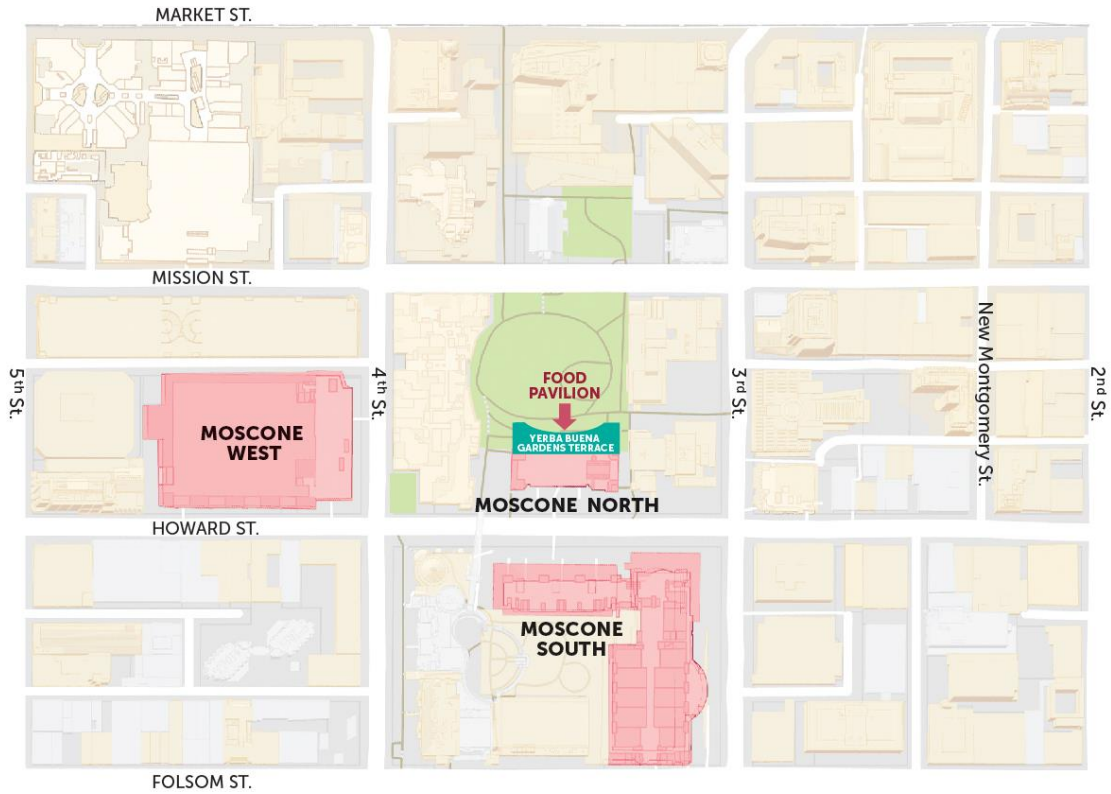 MARKET ST.
MISSION ST.
5th St.
4th St.
3rd St.
New Montgomery St.
2nd St.
FOOD
PAVILION
YERBA BUENA
GARDENS TERRACE
MOSCONE
WEST
MOSCONE NORTH
HOWARD ST.
MOSCONE
SOUTH
FOLSOM ST.